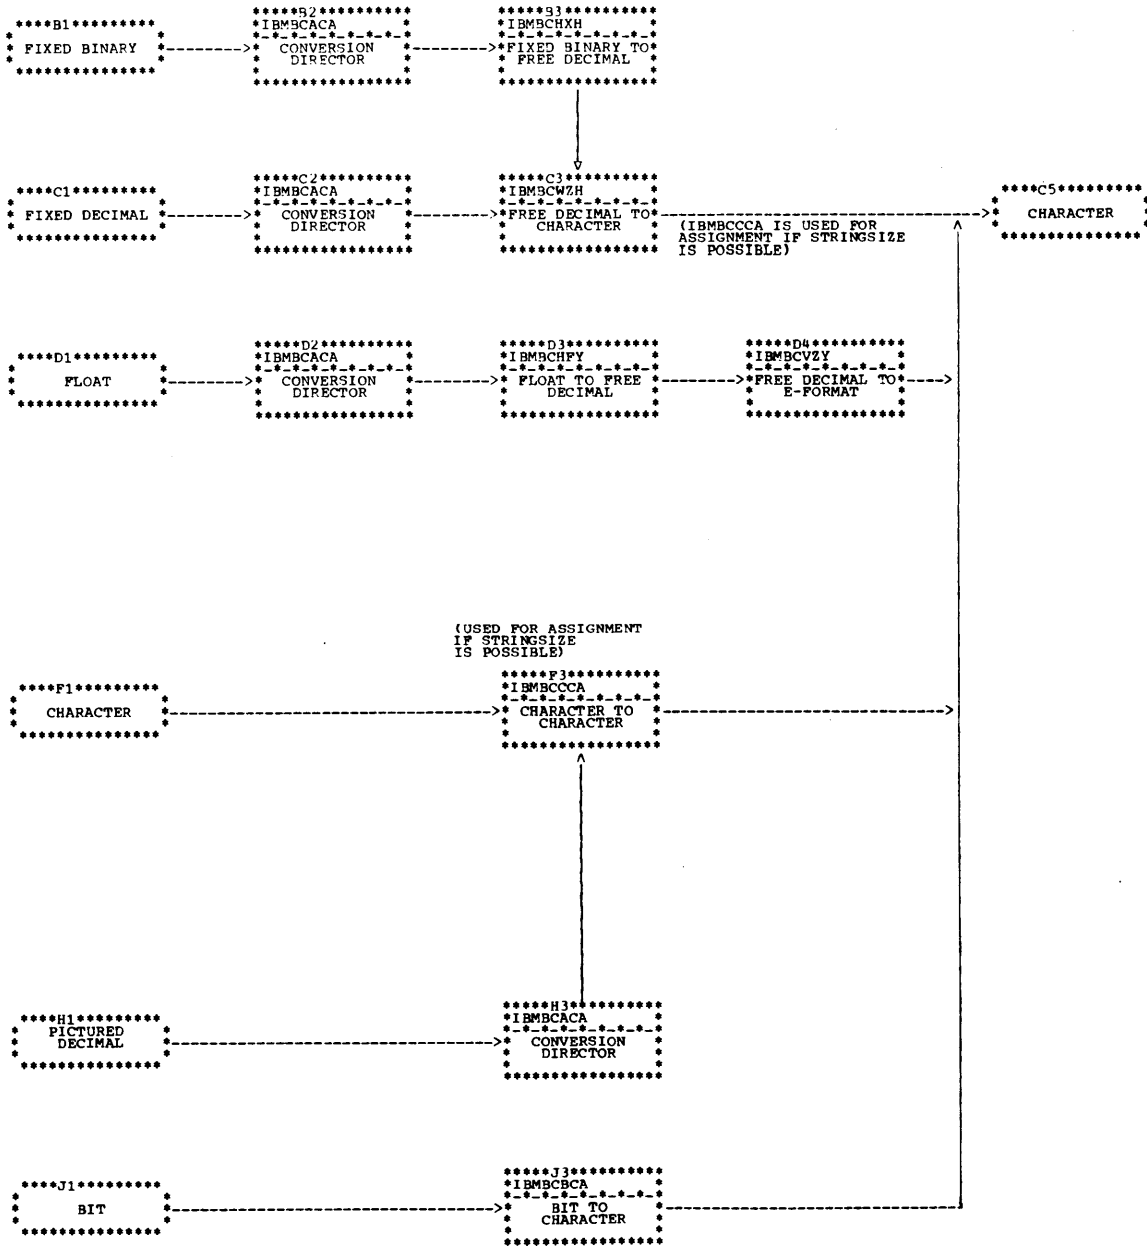 ****B1*********
FIXED BINARY
*****B2**********
*IBMBCACA
CONVERSION
DIRECTOR
*****B3**********
*IBMBCHXH
FIXED BINARY TO
FREE DECIMAL
****C1*********
FIXED DECIMAL
*****C2**********
*IBMBCACA
CONVERSION
DIRECTOR
*****C3**********
*IBMBCWZH
FREE DECIMAL TO
CHARACTER
(IBMBCCCA IS USED FOR
ASSIGNMENT IF STRINGSIZE
IS POSSIBLE)
****C5*********
CHARACTER
****D1*********
FLOAT
*****D2**********
*IBMBCACA
CONVERSION
DIRECTOR
*****D3**********
*IBMBCHFY
FLOAT TO FREE
DECIMAL
*****D4**********
*IBMBCVZY
FREE DECIMAL TO
E-FORMAT
(USED FOR ASSIGNMENT
IF STRINGSIZE
IS POSSIBLE)
****F1*********
CHARACTER
*****F3**********
*IBMBCCCA
CHARACTER TO
CHARACTER
****H1*********
PICTURED
DECIMAL
*****H3**********
*IBMBCACA
CONVERSION
DIRECTOR
****J1*********
BIT
*****J3**********
*IBMBCBCA
BIT TO
CHARACTER